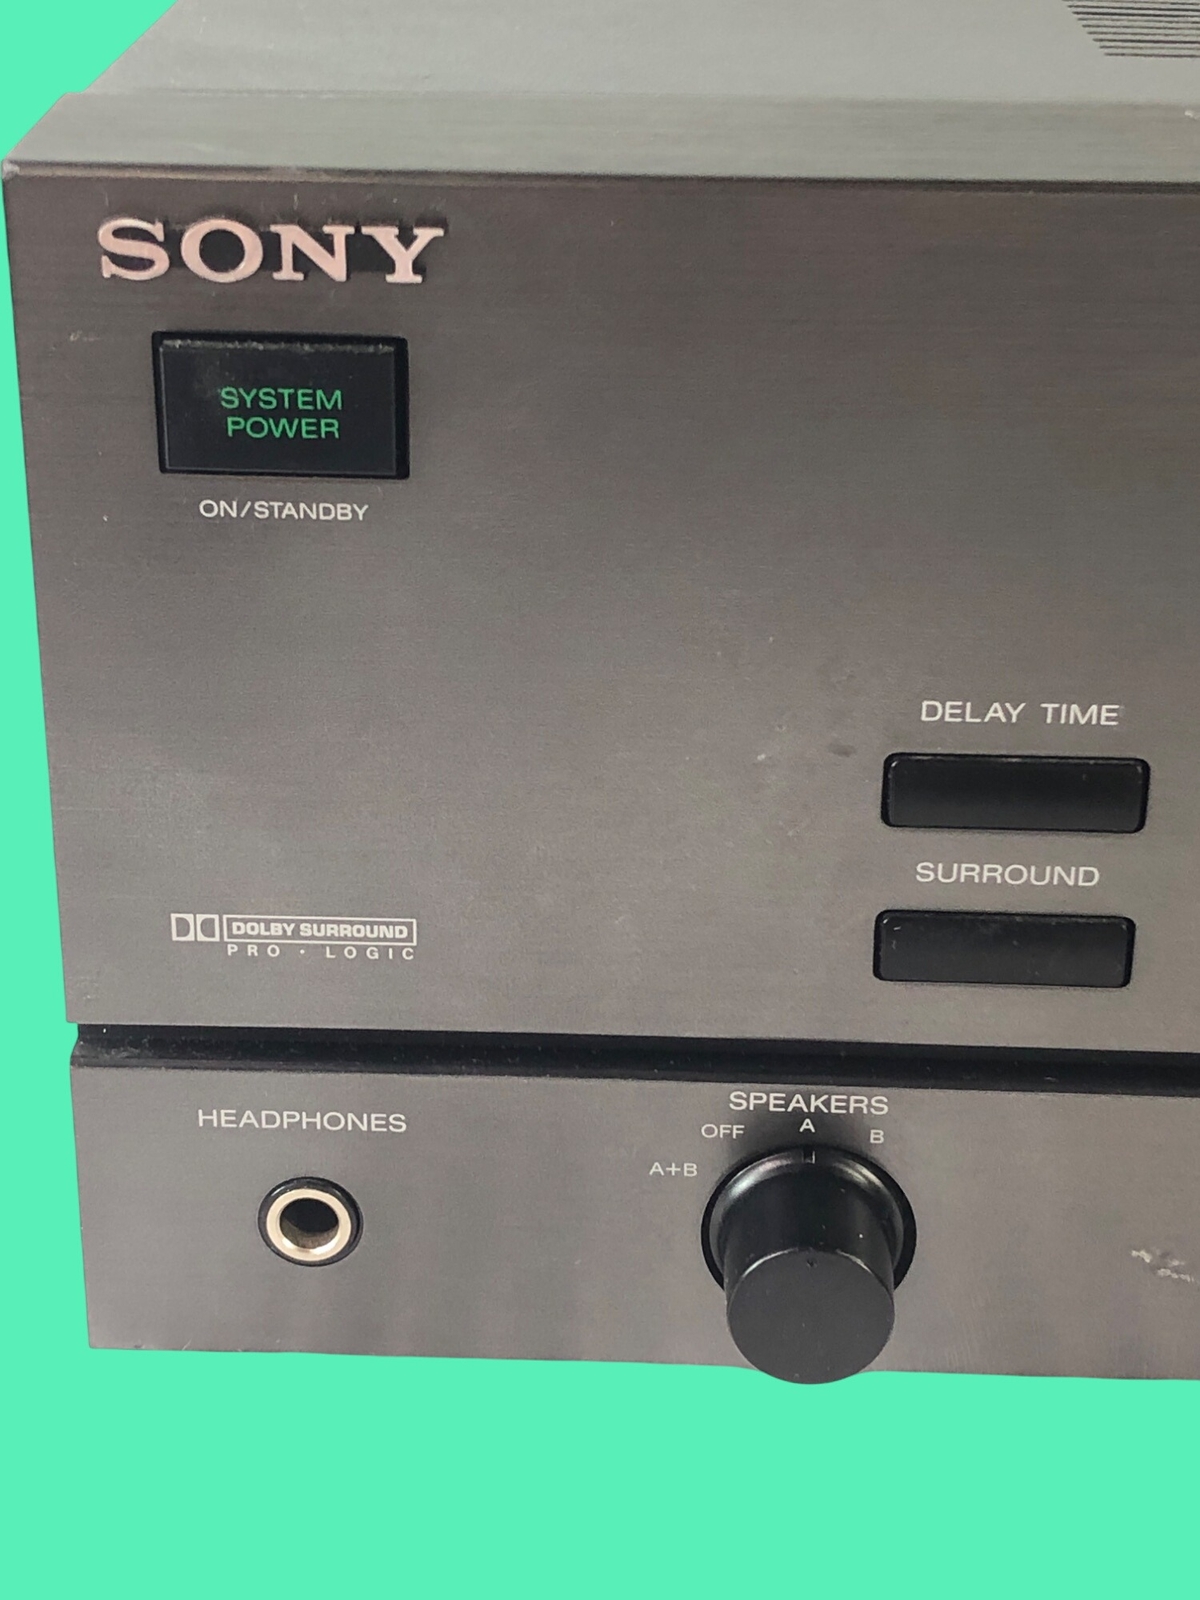 SONY
SYSTEM
POWER
ON/STANDBY
DELAY TIME
SURROUND
DOLBY SURROUND
PRO · LOGIC
HEADPHONES
SPEAKERS
OFF A B
A+B